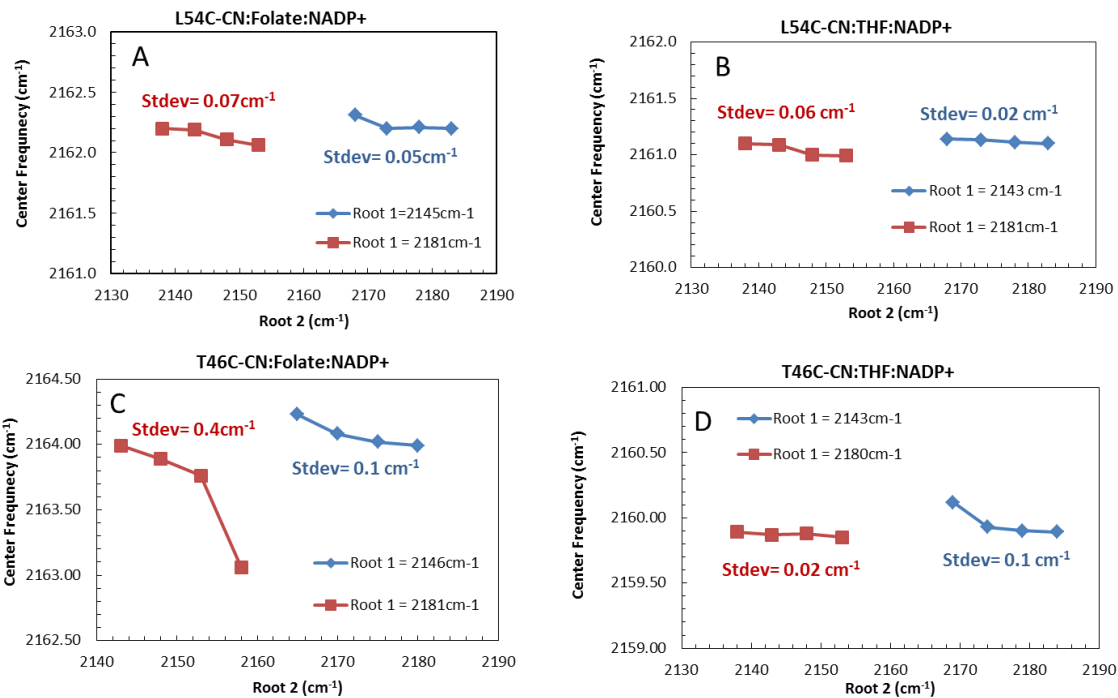 L54C-CN:Folate:NADP+
A
Center Frequnecy (cm-1)
2163.0
2162.5
2162.0
2161.5
2161.0
Stdev= 0.07cm-1
Stdev= 0.05cm-1
Root 1=2145cm-1
Root 1 = 2181cm-1
2130 2140 2150 2160 2170 2180 2190
Root 2 (cm-1)
L54C-CN:THF:NADP+
B
Center Frequency (cm-1)
2162.0
2161.5
2161.0
2160.5
2160.0
Stdev= 0.06 cm-1
Stdev= 0.02 cm-1
Root 1 = 2143 cm-1
Root 1 = 2181cm-1
2130 2140 2150 2160 2170 2180 2190
Root 2 (cm-1)
T46C-CN:Folate:NADP+
C
Center Frequnecy (cm-1)
2164.50
2164.00
2163.50
2163.00
2162.50
Stdev= 0.4cm-1
Stdev= 0.1 cm-1
Root 1 = 2146cm-1
Root 1 = 2181cm-1
2140 2150 2160 2170 2180 2190
Root 2 (cm-1)
T46C-CN:THF:NADP+
D
Center Frequency (cm-1)
2161.00
2160.50
2160.00
2159.50
2159.00
Root 1 = 2143cm-1
Root 1 = 2180cm-1
Stdev= 0.02 cm-1
Stdev= 0.1 cm-1
2130 2140 2150 2160 2170 2180 2190
Root 2 (cm-1)